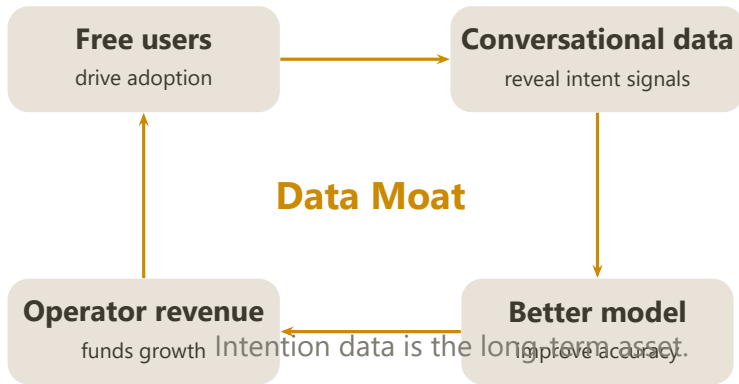 Free users
drive adoption
Conversational data
reveal intent signals
Data Moat
Operator revenue
funds growth
Better model
improve accuracy
Intention data is the long-term asset.